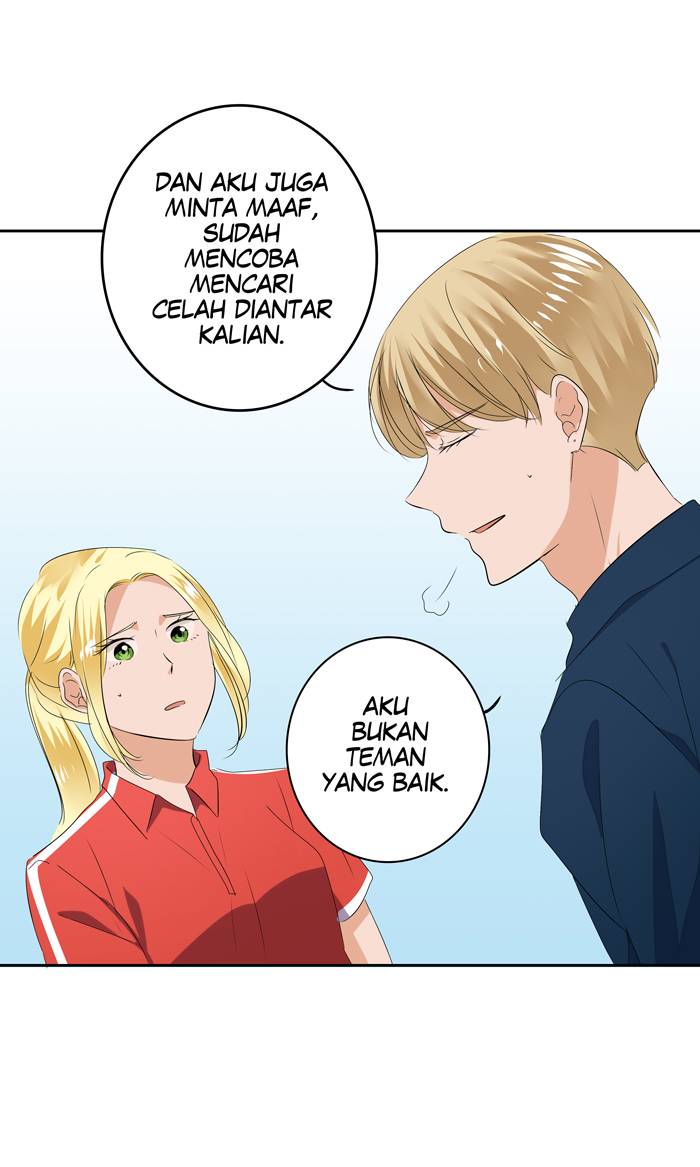 DAN AKU JUGA
MINTA MAAF,
SUDAH
MENCOBA
MENCARI
CELAH DIANTAR
KALIAN.
AKU
BUKAN
TEMAN
YANG BAIK.